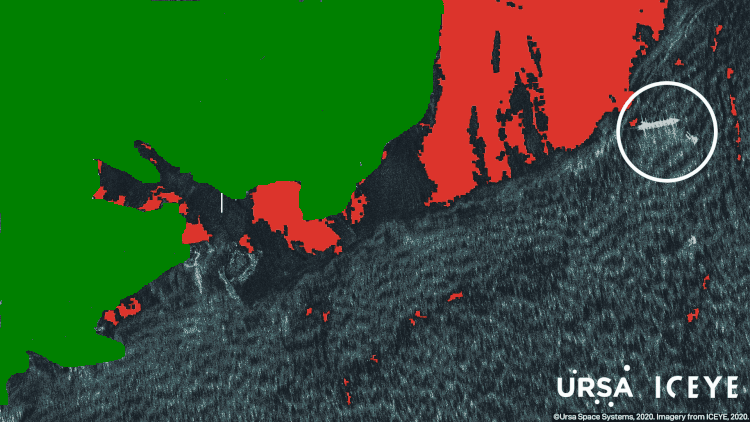 URSA ICEYE
©Ursa Space Systems, 2020. Imagery from ICEYE, 2020.